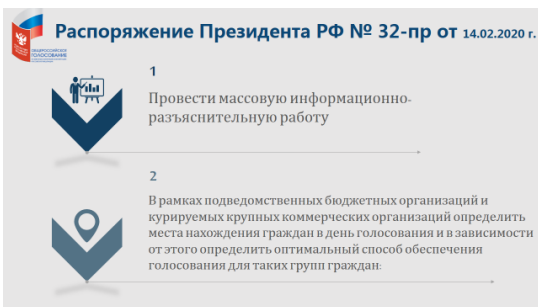 Распоряжение Президента РФ № 32-пр от 14.02.2020 г.
ОБЩЕРОССИЙСКОЕ
ГОЛОСОВАНИЕ
1
Провести массовую информационно-
разъяснительную работу
2
В рамках подведомственных бюджетных организаций и
курируемых крупных коммерческих организаций определить
места нахождения граждан в день голосования и в зависимости
от этого определить оптимальный способ обеспечения
голосования для таких групп граждан: